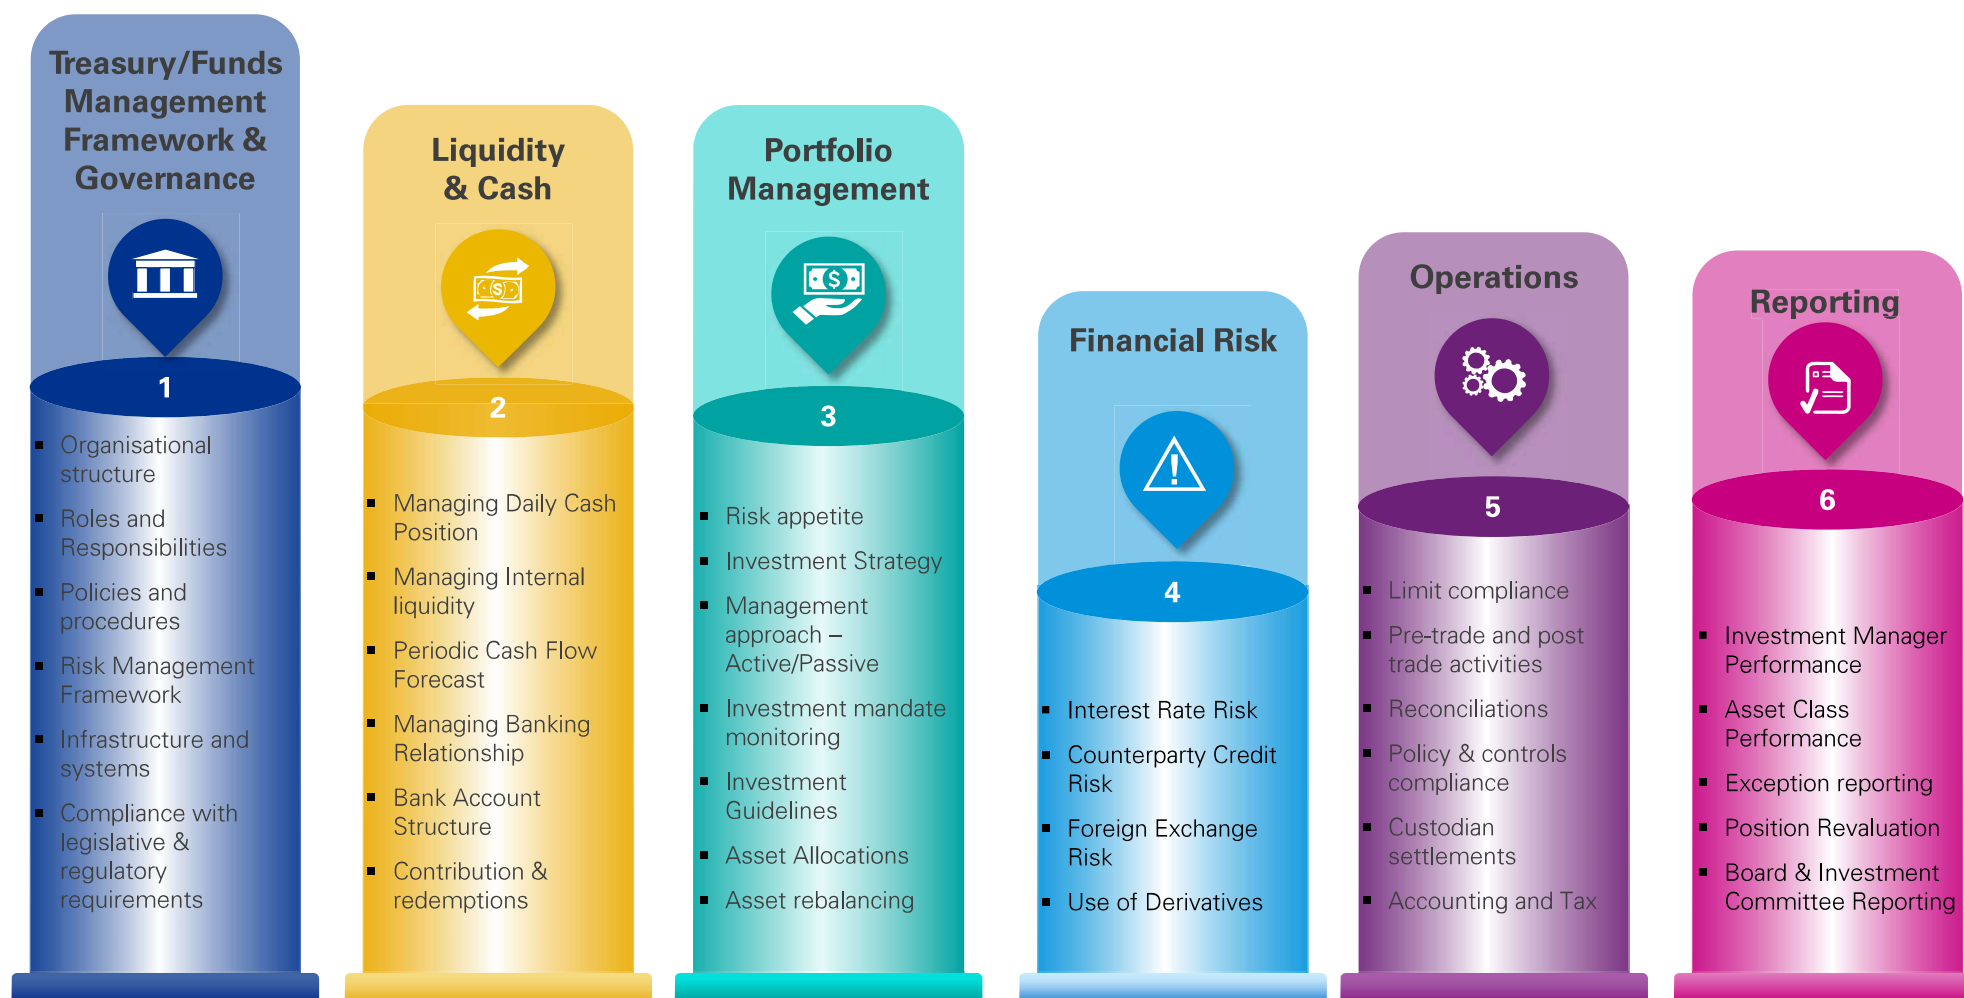 Treasury/Funds
Management
Framework &
Governance
1
Organisational
structure
Roles and
Responsibilities
Policies and
procedures
Risk Management
Framework
Infrastructure and
systems
Compliance with
legislative &
regulatory
requirements
Liquidity
& Cash
2
Managing Daily Cash
Position
Managing Internal
liquidity
Periodic Cash Flow
Forecast
Managing Banking
Relationship
Bank Account
Structure
Contribution &
redemptions
Portfolio
Management
3
Risk appetite
Investment Strategy
Management
approach –
Active/Passive
Investment mandate
monitoring
Investment
Guidelines
Asset Allocations
Asset rebalancing
Financial Risk
4
Interest Rate Risk
Counterparty Credit
Risk
Foreign Exchange
Risk
Use of Derivatives
Operations
5
Limit compliance
Pre-trade and post
trade activities
Reconciliations
Policy & controls
compliance
Custodian
settlements
Accounting and Tax
Reporting
6
Investment Manager
Performance
Asset Class
Performance
Exception reporting
Position Revaluation
Board & Investment
Committee Reporting